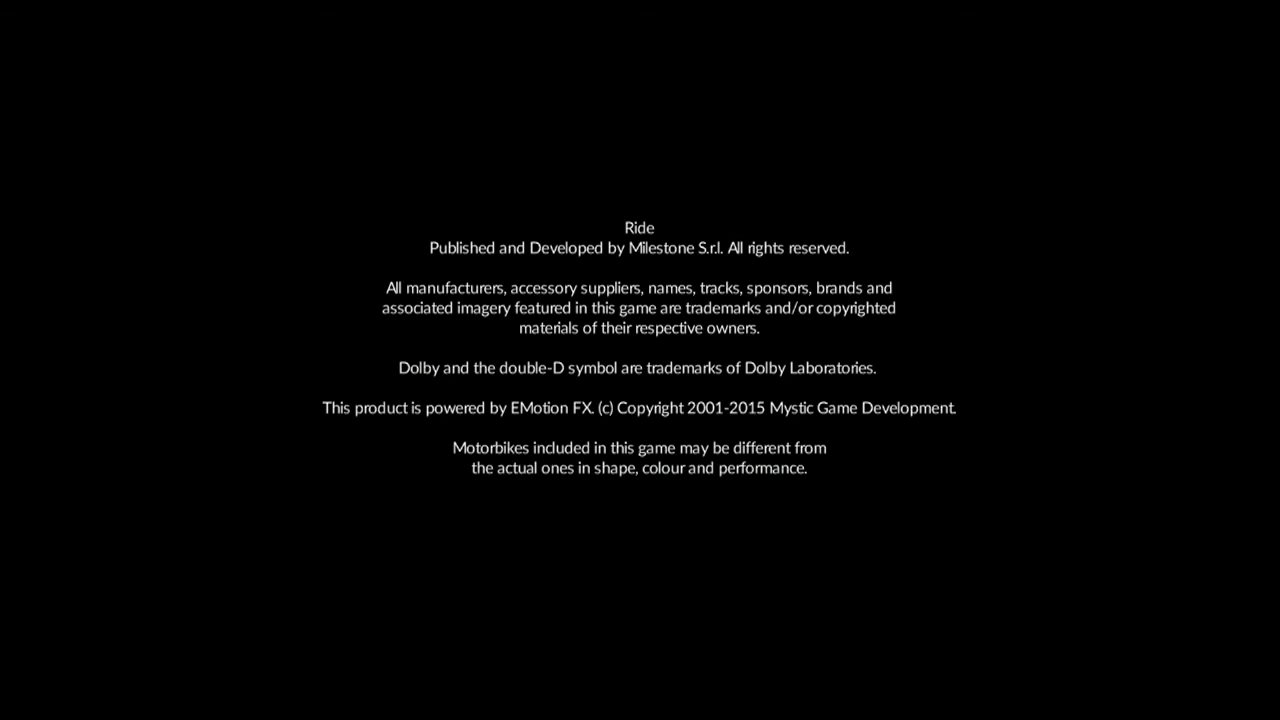 Ride
Published and Developed by Milestone S.r.l. All rights reserved.
All manufacturers, accessory suppliers, names, tracks, sponsors, brands and
associated imagery featured in this game are trademarks and/or copyrighted
materials of their respective owners.
Dolby and the double-D symbol are trademarks of Dolby Laboratories.
This product is powered by EMotion FX. (c) Copyright 2001-2015 Mystic Game Development.
Motorbikes included in this game may be different from
the actual ones in shape, colour and performance.